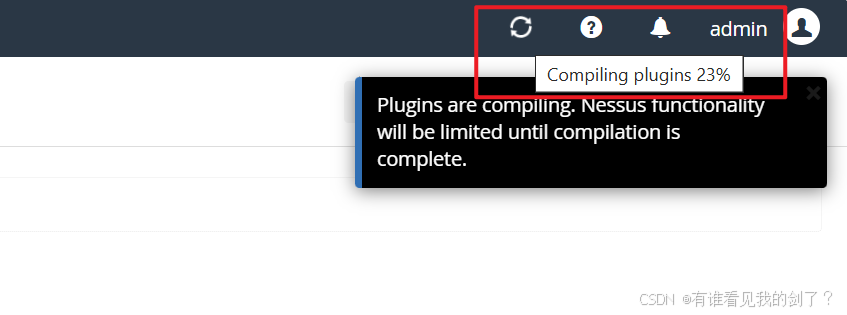 admin
Compiling plugins 23%
Plugins are compiling. Nessus functionality
will be limited until compilation is
complete.
CSDN @有谁看见我的剑了？